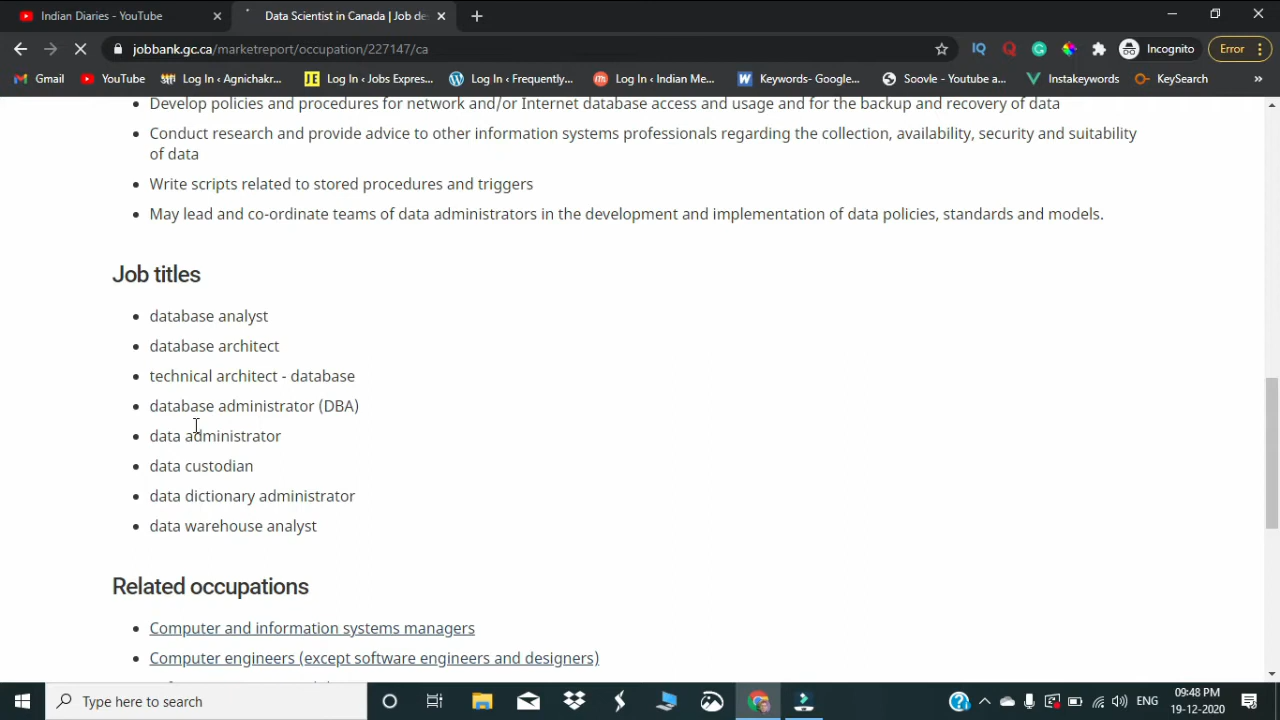 Indian Diaries - YouTube
Data Scientist in Canada | Job de
jobbank.gc.ca/marketreport/occupation/227147/ca
Incognito
Error
Gmail
YouTube
Log In ‹ Agnichakr...
Log In ‹ Jobs Expres...
Log In ‹ Frequently...
Log In ‹ Indian Me...
Keywords- Google...
Soovle - Youtube a...
Instakeywords
KeySearch
»
• Develop policies and procedures for network and/or Internet database access and usage and for the backup and recovery of data
• Conduct research and provide advice to other information systems professionals regarding the collection, availability, security and suitability
of data
• Write scripts related to stored procedures and triggers
• May lead and co-ordinate teams of data administrators in the development and implementation of data policies, standards and models.
Job titles
• database analyst
• database architect
• technical architect - database
• database administrator (DBA)
• data administrator
• data custodian
• data dictionary administrator
• data warehouse analyst
Related occupations
• Computer and information systems managers
• Computer engineers (except software engineers and designers)
Type here to search
ENG
09:48 PM
19-12-2020